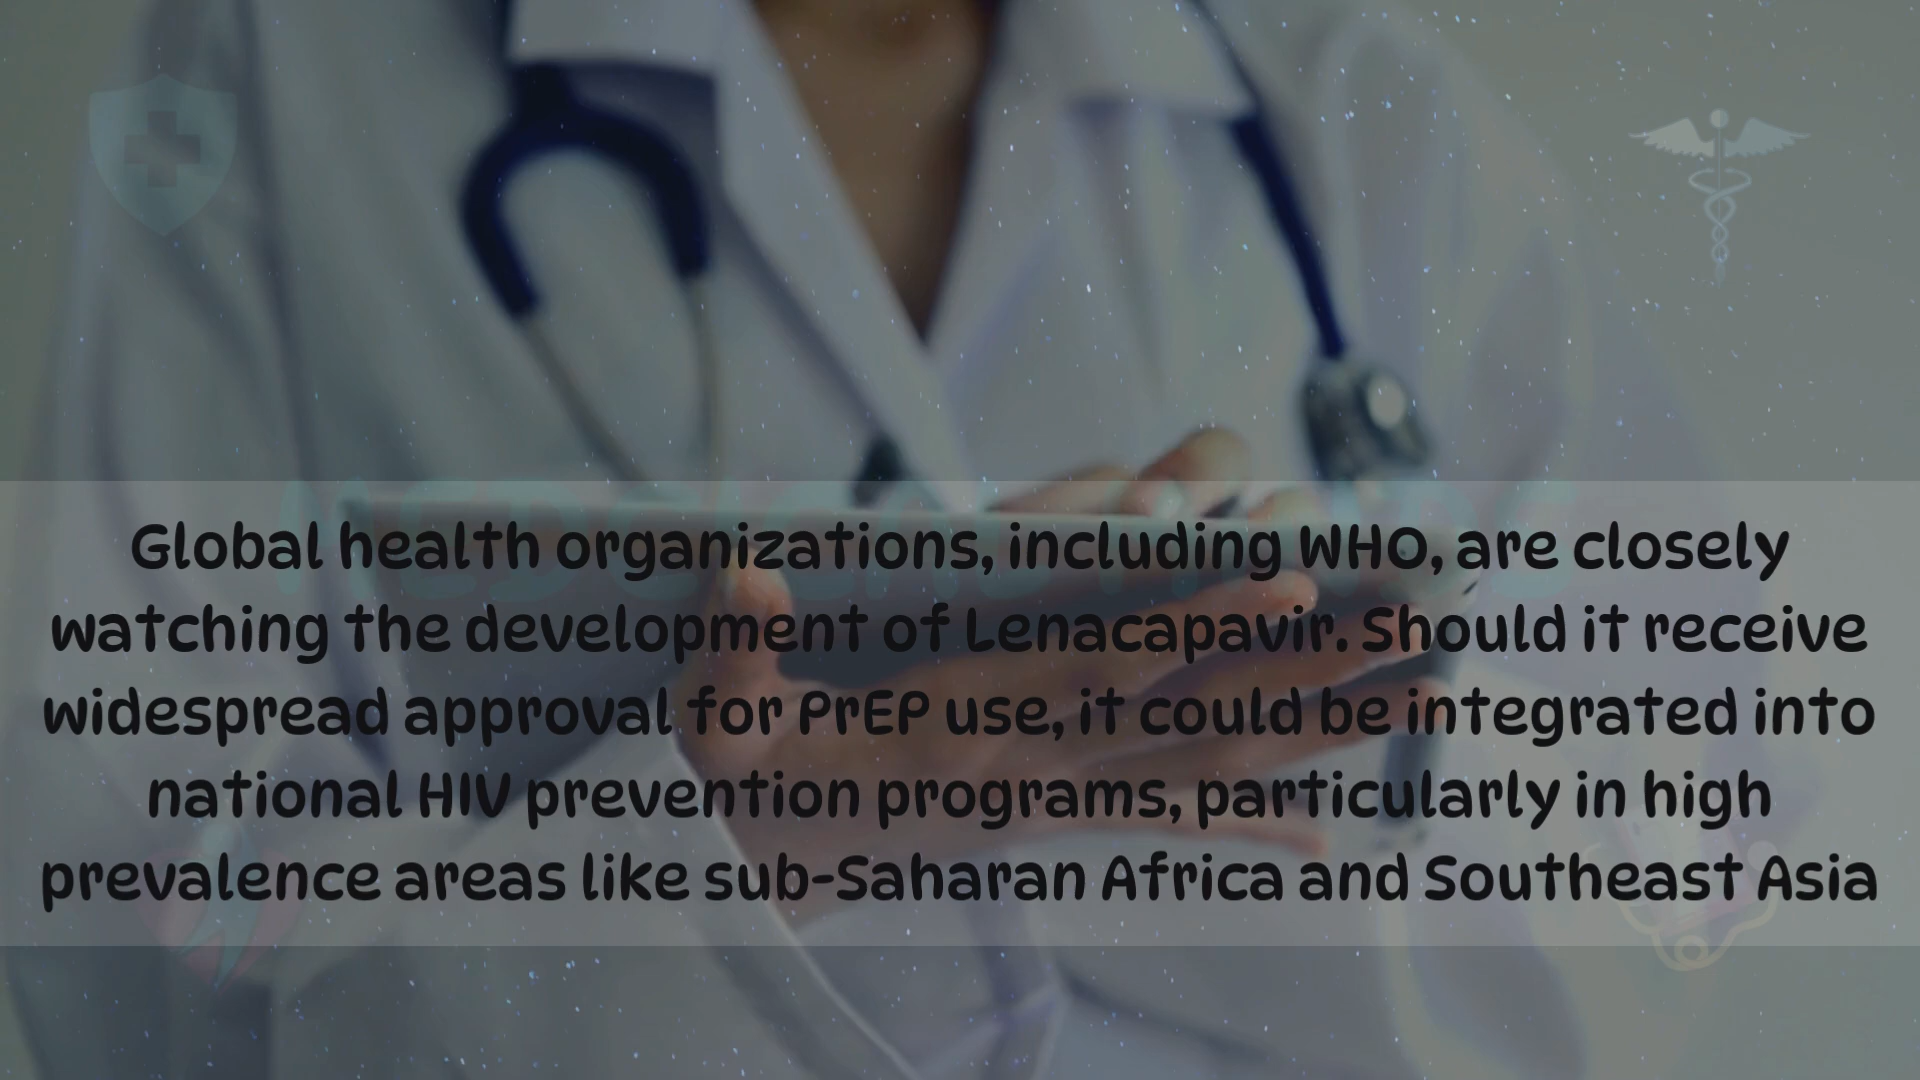 Global health organizations, including WHO, are closely
watching the development of Lenacapavir. Should it receive
widespread approval for PrEP use, it could be integrated into
national HIV prevention programs, particularly in high
prevalence areas like sub-Saharan Africa and Southeast Asia